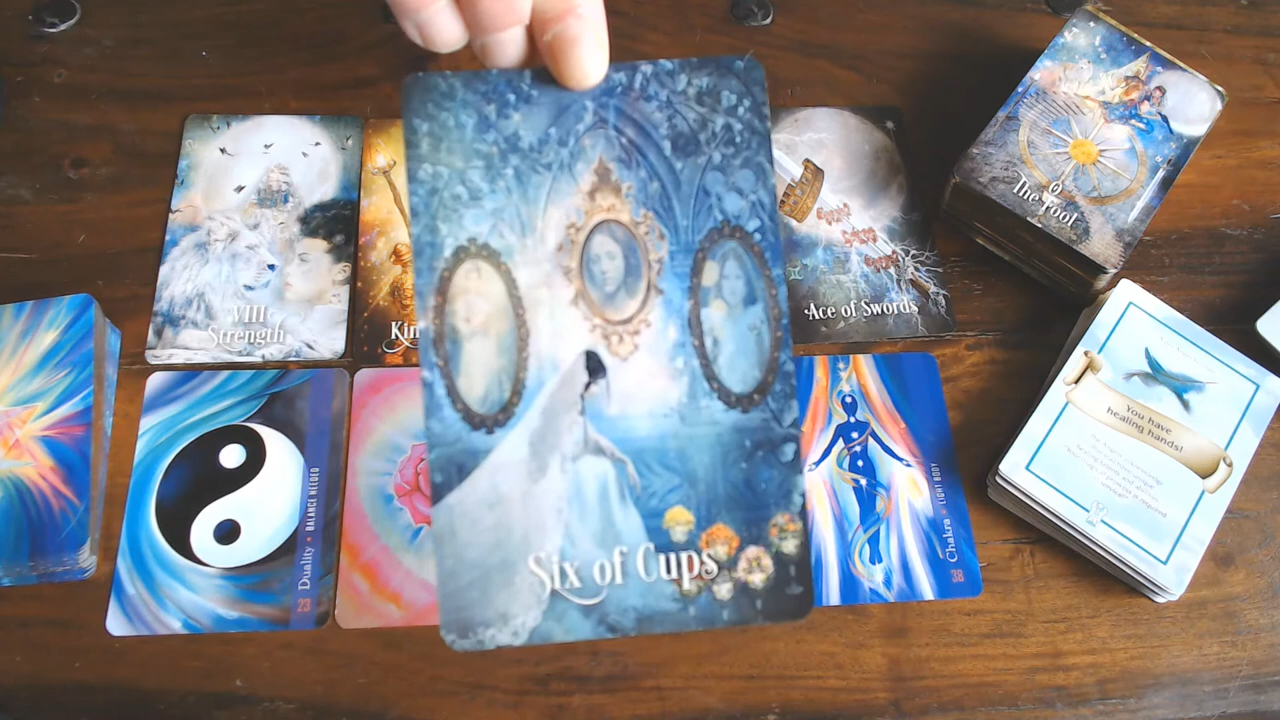 VIII
Strength
Kin
Ace of Swords
0
The Fool
Six of Cups
23 Duality • BALANCE NEEDED
38 Chakra • LIGHT BODY
You have
healing hands!